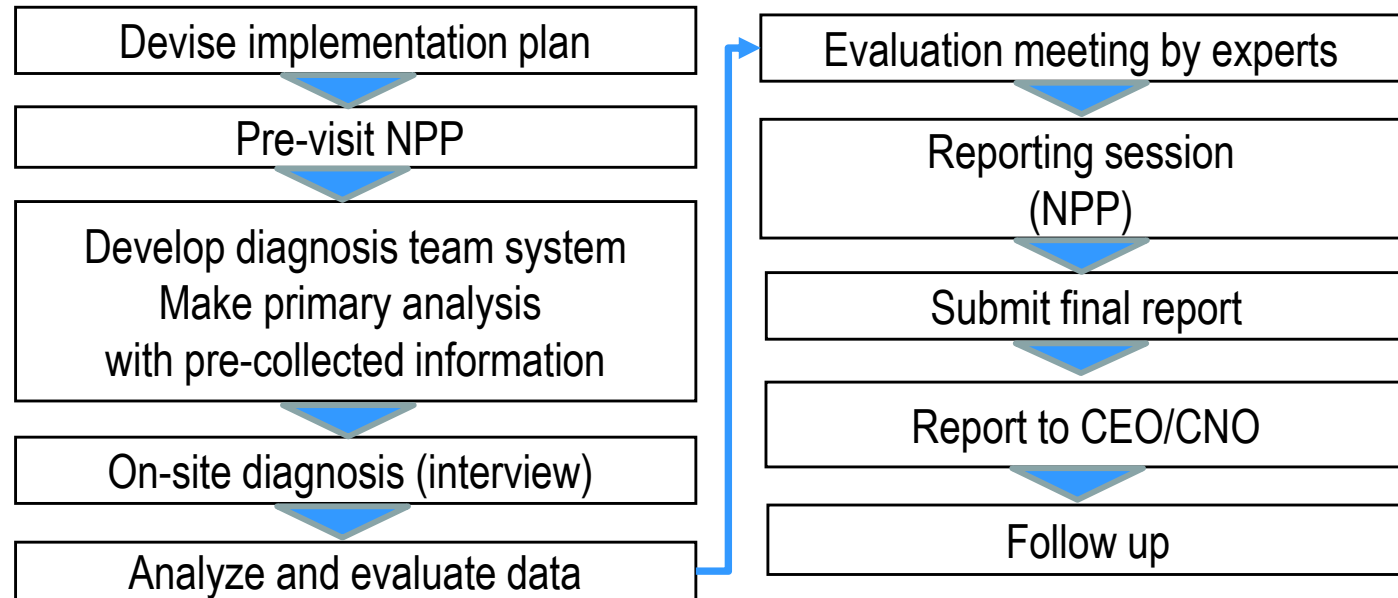 Devise implementation plan
Pre-visit NPP
Develop diagnosis team system
Make primary analysis
with pre-collected information
On-site diagnosis (interview)
Analyze and evaluate data
Evaluation meeting by experts
Reporting session
(NPP)
Submit final report
Report to CEO/CNO
Follow up